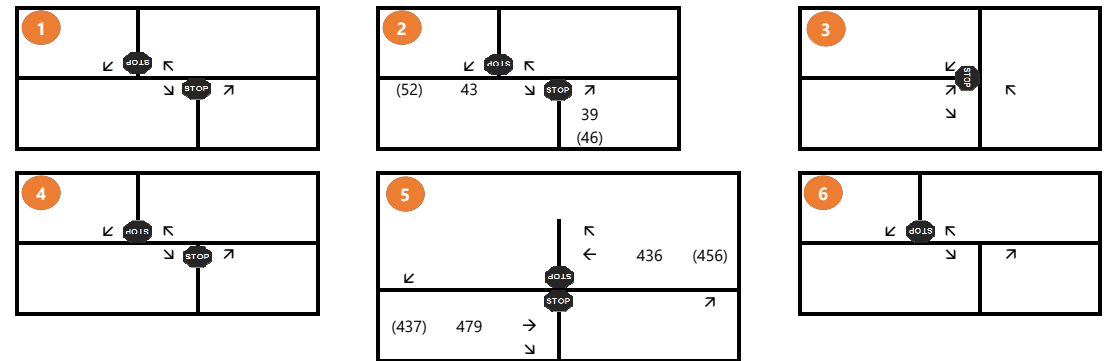 1
STOP
STOP
2
STOP
(52) 43 STOP
39
(46)
3
STOP
4
STOP
STOP
5
436 (456)
STOP
STOP
(437) 479
6
STOP